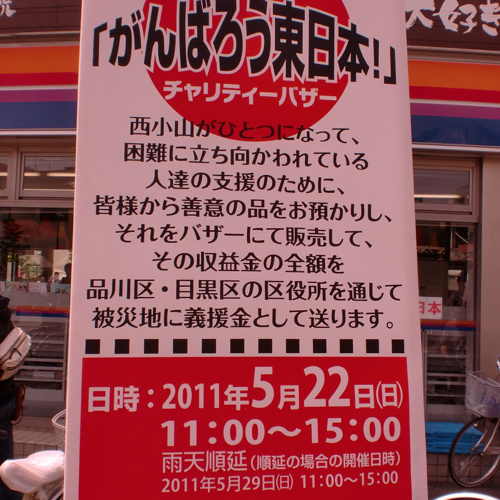 大好き
「がんばろう東日本!」
チャリティーバザー
西小山がひとつになって、
困難に立ち向かわれている
人達の支援のために、
皆様から善意の品をお預かりし、
それをバザーにて販売して、
その収益金の全額を
品川区・目黒区の区役所を通じて
被災地に義援金として送ります。
日本
日時:2011年5月22日(日)
11:00〜15:00
雨天順延(順延の場合の開催日時)
2011年5月29日(日)11:00〜15:00